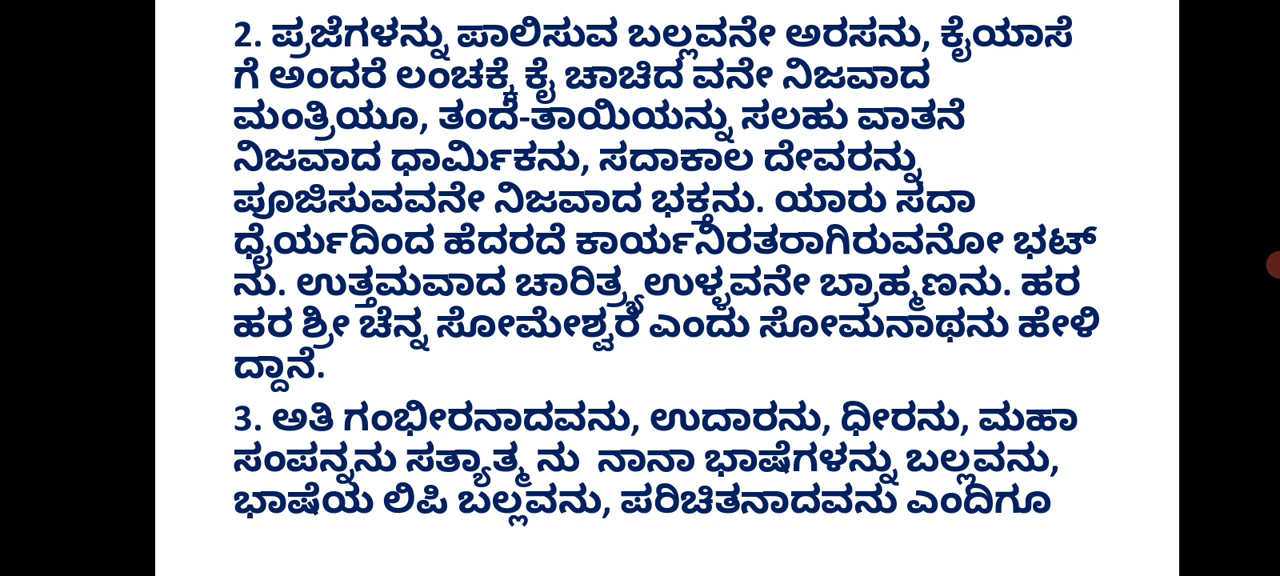 2. ಪ್ರಜೆಗಳನ್ನು ಪಾಲಿಸುವ ಬಲ್ಲವನೇ ಅರಸನು, ಕೈಯಾಸೆ
ಗೆ ಅಂದರೆ ಲಂಚಕ್ಕೆ ಕೈ ಚಾಚಿದ ವನೇ ನಿಜವಾದ
ಮಂತ್ರಿಯೂ, ತಂದೆ-ತಾಯಿಯನ್ನು ಸಲಹು ವಾತನೆ
ನಿಜವಾದ ಧಾರ್ಮಿಕನು, ಸದಾಕಾಲ ದೇವರನ್ನು
ಪೂಜಿಸುವವನೇ ನಿಜವಾದ ಭಕ್ತನು. ಯಾರು ಸದಾ
ಧೈರ್ಯದಿಂದ ಹೆದರದೆ ಕಾರ್ಯನಿರತರಾಗಿರುವನೋ ಭಟ್
ನು. ಉತ್ತಮವಾದ ಚಾರಿತ್ರ್ಯಉಳ್ಳವನೇ ಬ್ರಾಹ್ಮಣನು. ಹರ
ಹರ ಶ್ರೀ ಚೆನ್ನ ಸೋಮೇಶ್ವರ ಎಂದು ಸೋಮನಾಥನು ಹೇಳಿ
ದ್ದಾನೆ.
3. ಅತಿ ಗಂಭೀರನಾದವನು, ಉದಾರನು, ಧೀರನು, ಮಹಾ
ಸಂಪನ್ನನು ಸತ್ಯಾತ್ಮ ನು ನಾನಾ ಭಾಷೆಗಳನ್ನು ಬಲ್ಲವನು,
ಭಾಷೆಯ ಲಿಪಿ ಬಲ್ಲವನು, ಪರಿಚಿತನಾದವನು ಎಂದಿಗೂ